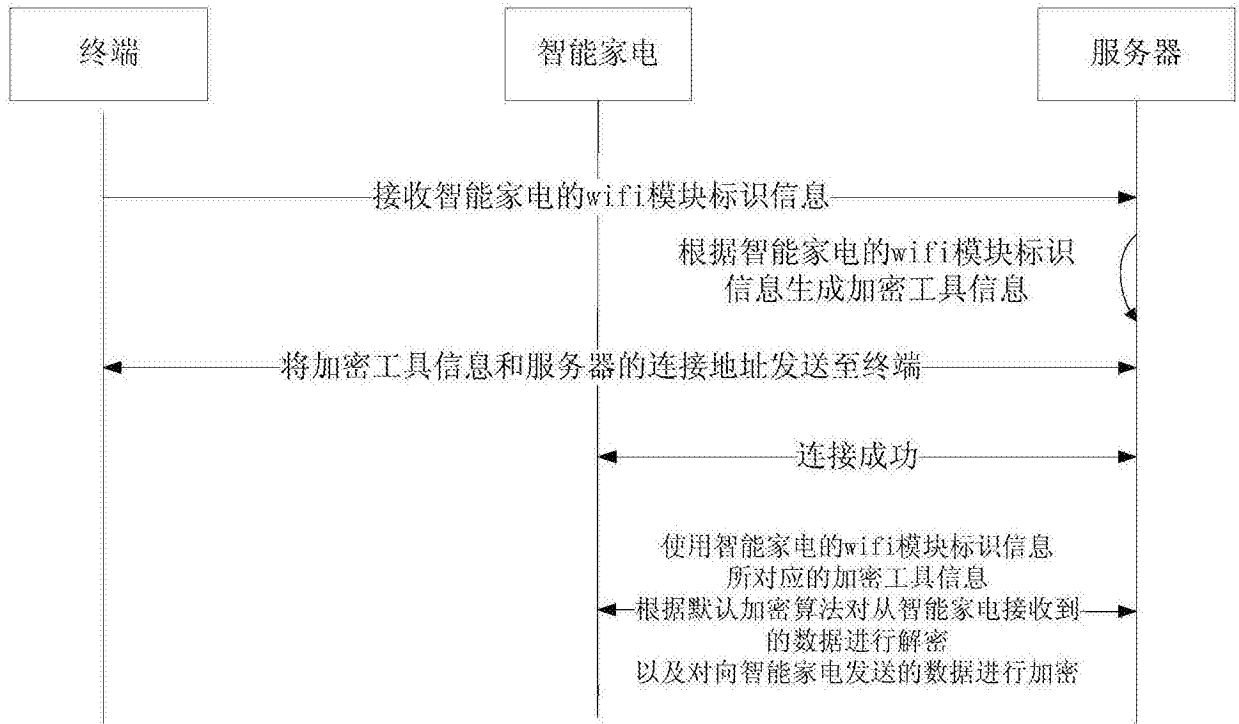 终端
智能家电
服务器
接收智能家电的wifi模块标识信息
根据智能家电的wifi模块标识
信息生成加密工具信息
将加密工具信息和服务器的连接地址发送至终端
连接成功
使用智能家电的wifi模块标识信息
所对应的加密工具信息
根据默认加密算法对从智能家电接收到
的数据进行解密
以及对向智能家电发送的数据进行加密